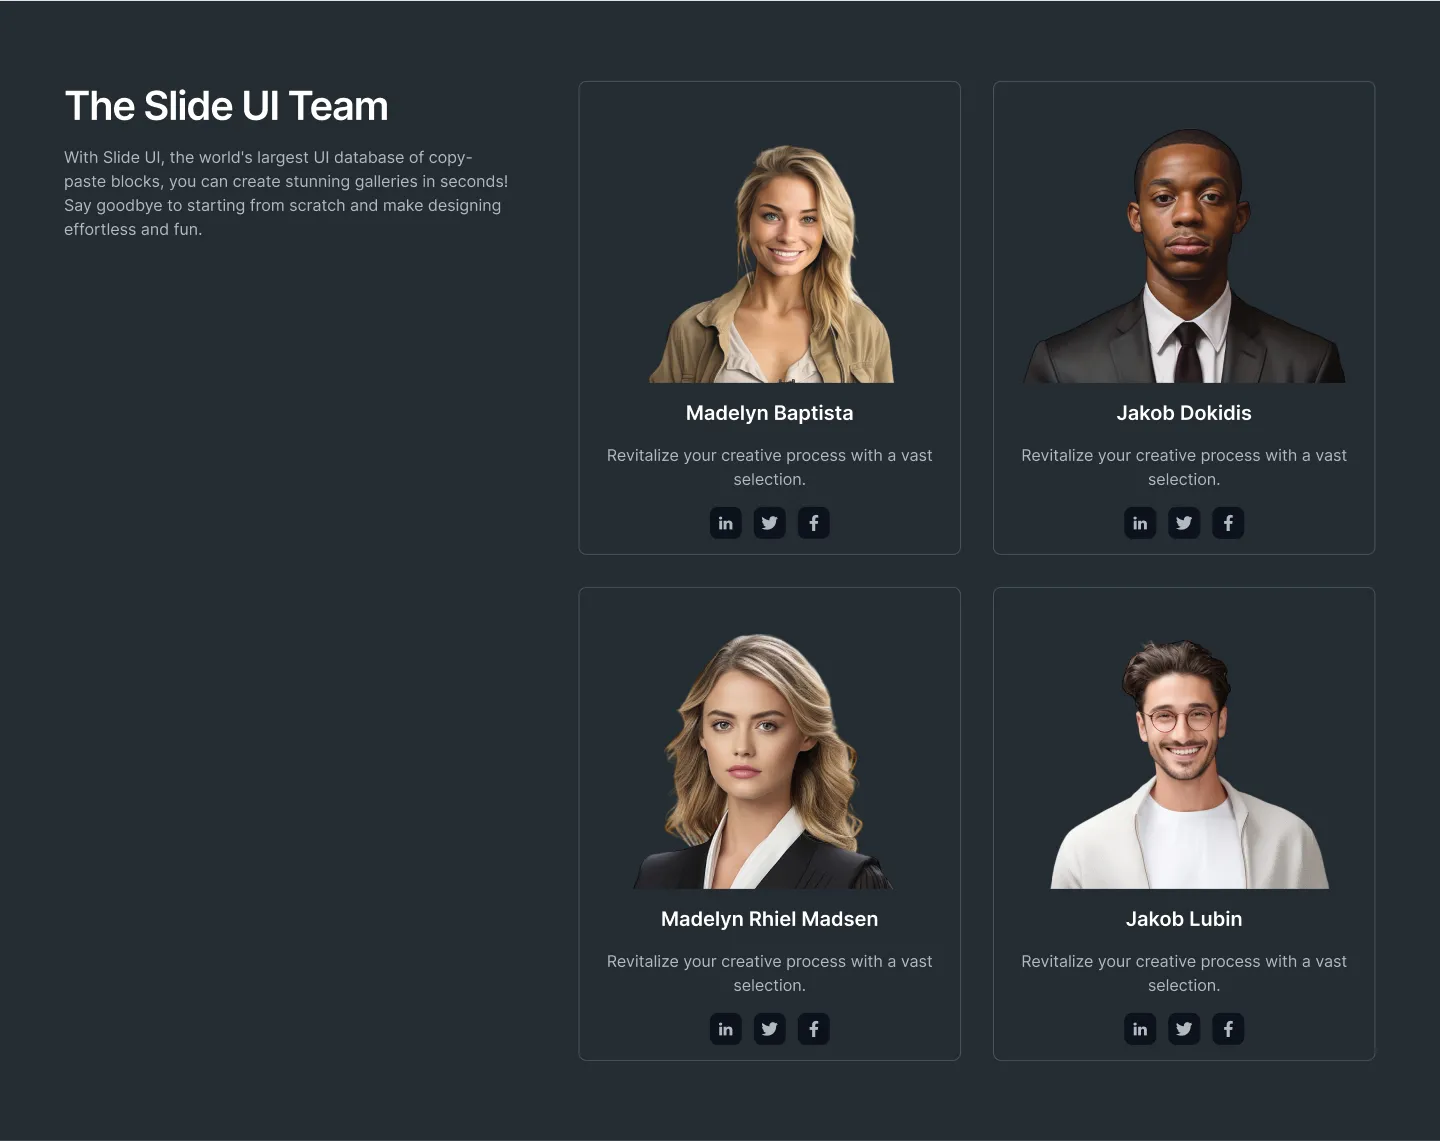 The Slide UI Team
With Slide UI, the world's largest UI database of copy-
paste blocks, you can create stunning galleries in seconds!
Say goodbye to starting from scratch and make designing
effortless and fun.
Madelyn Baptista
Revitalize your creative process with a vast
selection.
in
f
Jakob Dokidis
Revitalize your creative process with a vast
selection.
in
f
Madelyn Rhiel Madsen
Revitalize your creative process with a vast
selection.
in
f
Jakob Lubin
Revitalize your creative process with a vast
selection.
in
f